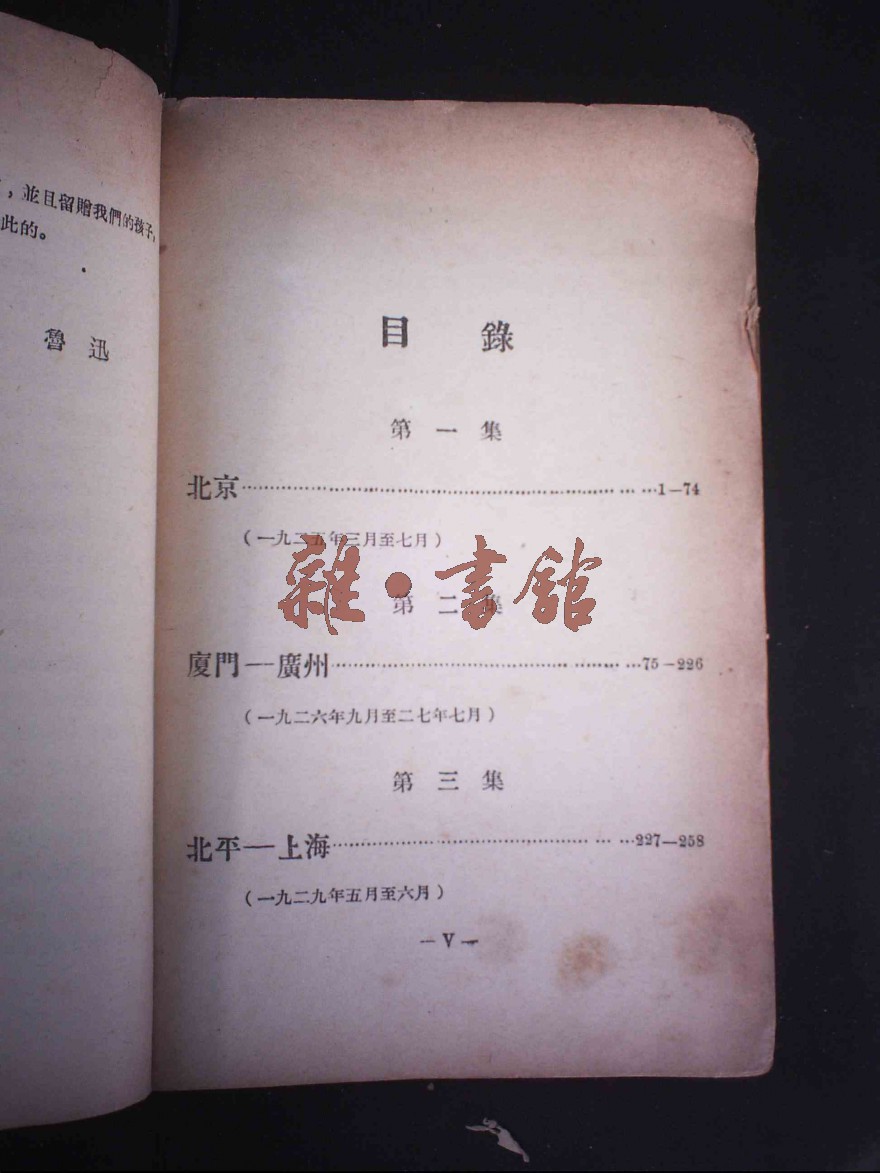 ，並且留贈我們的孩子，
此的。
魯迅
目錄
第一集
北京……1—74
（一九二五年三月至七月）
雜•書館
第二集
廈門—廣州……75—226
（一九二六年九月至二七年七月）
第三集
北平—上海……227—258
（一九二九年五月至六月）
— V —